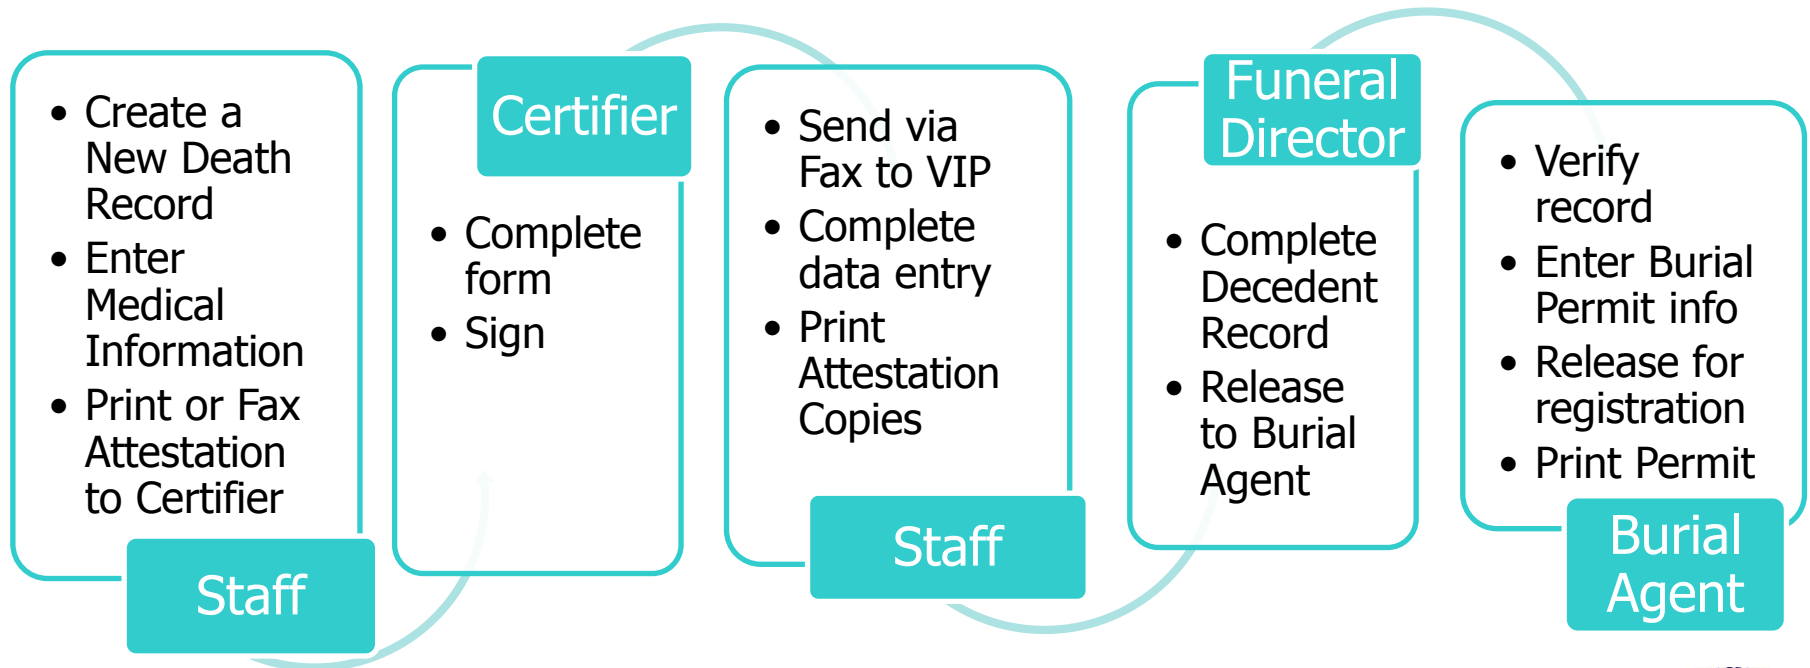 • Create a
New Death
Record
• Enter
Medical
Information
• Print or Fax
Attestation
to Certifier
Staff
Certifier
• Complete
form
• Sign
• Send via
Fax to VIP
• Complete
data entry
• Print
Attestation
Copies
Staff
Funeral
Director
• Complete
Decedent
Record
• Release
to Burial
Agent
• Verify
record
• Enter Burial
Permit info
• Release for
registration
• Print Permit
Burial
Agent